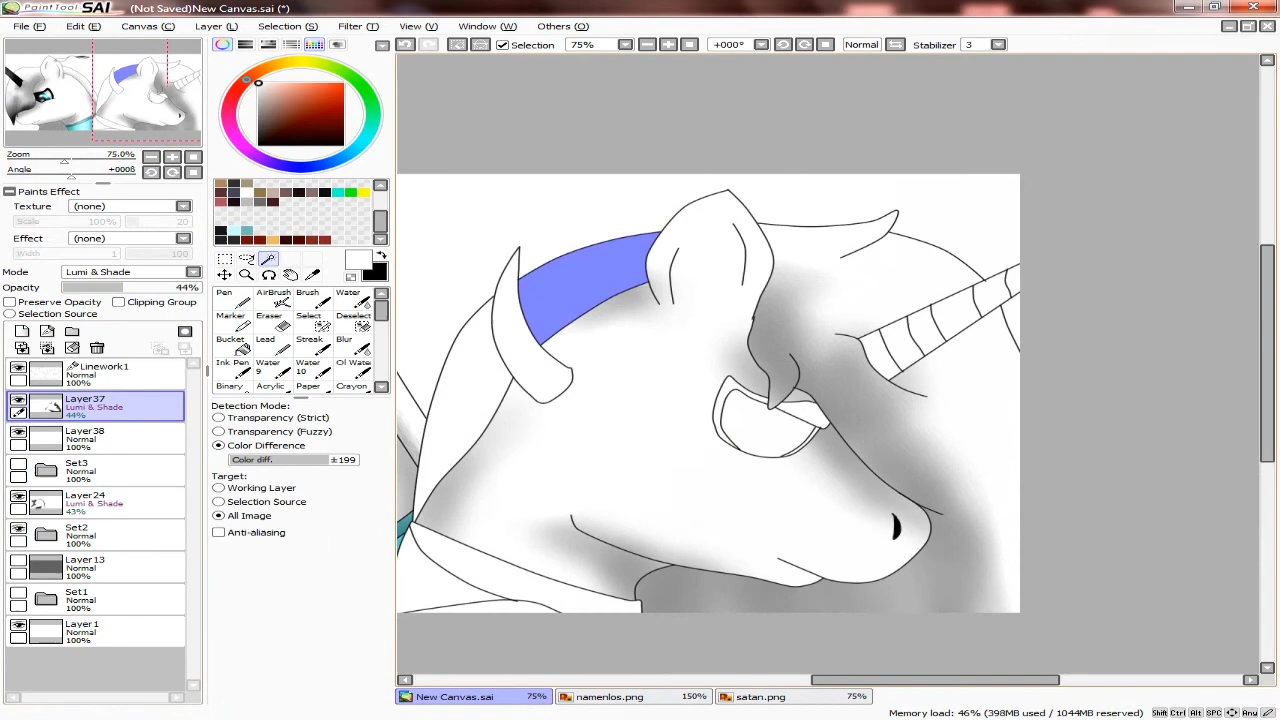 PaintTool SAI (Not Saved)New Canvas.sai (*)
File (F) Edit (E) Canvas (C) Layer (L) Selection (S) Filter (T) View (V) Window (W) Others (O)
Selection 75% +000° Normal Stabilizer 3
Zoom 75.0%
Angle +000ß
Paints Effect
Texture (none)
Scale 100% 20
Effect (none)
Width 1 100
Mode Lumi & Shade
Opacity 44%
Preserve Opacity Clipping Group
Selection Source
Linework1
Normal
100%
Layer37
Lumi & Shade
44%
Layer38
Normal
100%
Set3
Normal
100%
Layer24
Lumi & Shade
43%
Set2
Normal
100%
Layer13
Normal
100%
Set1
Normal
100%
Layer1
Normal
100%
Pen AirBrush Brush Water
Marker Eraser Select Deselect
Bucket Lead Streak Blur
Ink Pen Water 9 Water 10 Ol Wate
Binary Acrylic Paper Crayon
Detection Mode:
Transparency (Strict)
Transparency (Fuzzy)
Color Difference
Color diff. ±199
Target:
Working Layer
Selection Source
All Image
Anti-aliasing
New Canvas.sai 75% namenlos.png 150% satan.png 75%
Memory load: 46% (398MB used / 1044MB reserved) Shift Ctrl Alt SPC Any